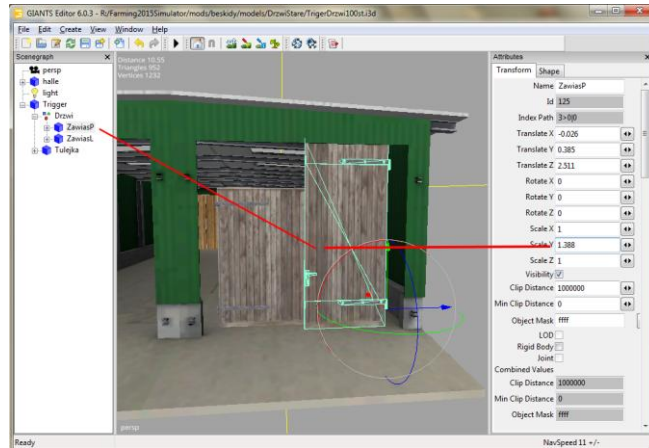 GIANTS Editor 6.0.3 - R:/Farming2015Simulator/mods/beskidy/models/DrzwiStare/TrigerDrzwi100st.i3d
File Edit Create View Window Help
Scenegraph
persp
halle
light
Trigger
Drzwi
ZawiasP
ZawiasL
Tulejka
Distance 10.55
Triangles 952
Vertices 1232
persp
Attributes
Transform Shape
Name ZawiasP
Id 125
Index Path 3>0|0
Translate X -0.026
Translate Y 0.385
Translate Z 2.511
Rotate X 0
Rotate Y 0
Rotate Z 0
Scale X 1
Scale Y 1.388
Scale Z 1
Visibility
Clip Distance 1000000
Min Clip Distance 0
Object Mask ffff
LOD
Rigid Body
Joint
Combined Values
Clip Distance 1000000
Min Clip Distance 0
Object Mask ffff
Ready
NavSpeed 11 +/-